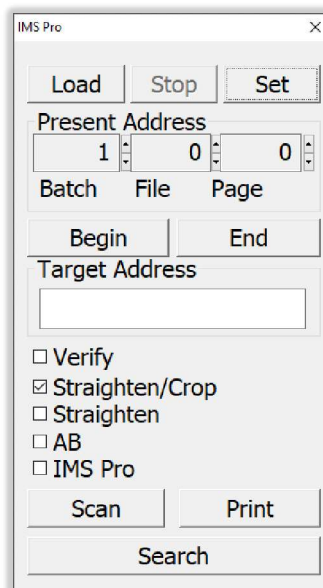 IMS Pro
Load Stop Set
Present Address
1 0 0
Batch File Page
Begin End
Target Address
Verify
Straighten/Crop
Straighten
AB
IMS Pro
Scan Print
Search